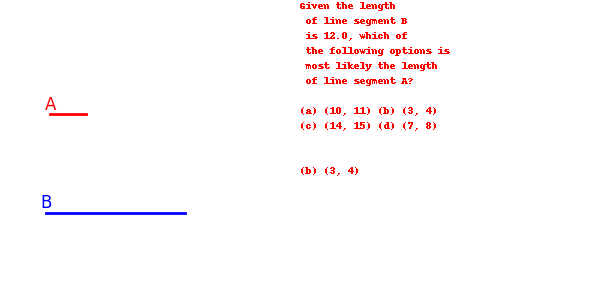 Given the length
of line segment B
is 12.0, which of
the following options is
most likely the length
of line segment A?
(a) (10, 11) (b) (3, 4)
(c) (14, 15) (d) (7, 8)
(b) (3, 4)
A
B